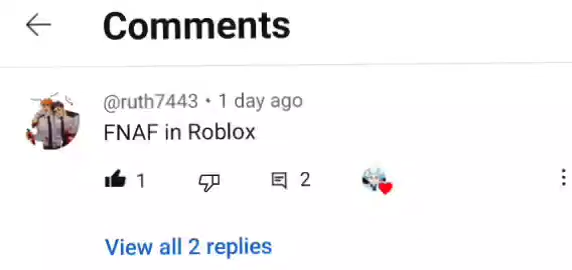 Comments
@ruth7443 • 1 day ago
FNAF in Roblox
1 2
View all 2 replies